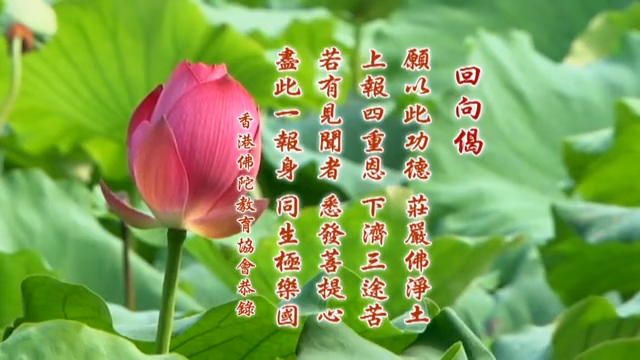 回向偈
願以此功德 莊嚴佛淨土
上報四重恩 下濟三途苦
若有見聞者 悉發菩提心
盡此一報身 同生極樂國
香港佛陀教育協會恭錄